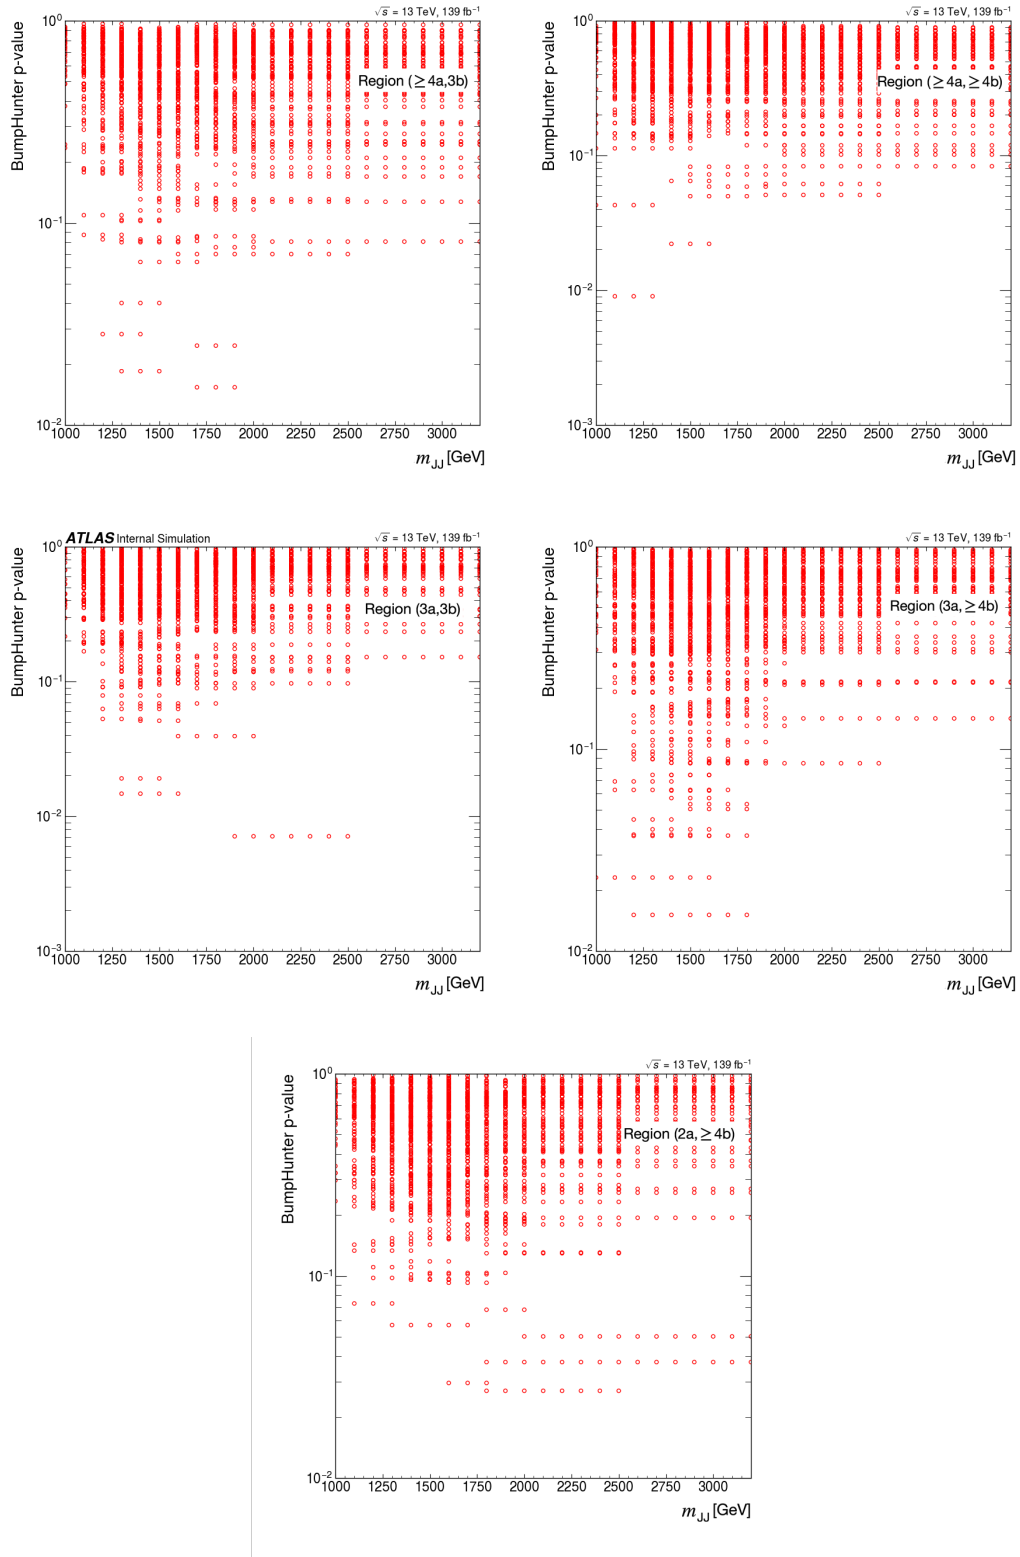 √s = 13 TeV, 139 fb⁻¹
BumpHunter p-value
Region (≥ 4a,3b)
10⁰
10⁻¹
10⁻²
1000 1250 1500 1750 2000 2250 2500 2750 3000
m_JJ [GeV]
√s = 13 TeV, 139 fb⁻¹
BumpHunter p-value
Region (≥ 4a, ≥ 4b)
10⁰
10⁻¹
10⁻²
10⁻³
1000 1250 1500 1750 2000 2250 2500 2750 3000
m_JJ [GeV]
ATLAS Internal Simulation
√s = 13 TeV, 139 fb⁻¹
BumpHunter p-value
Region (3a,3b)
10⁰
10⁻¹
10⁻²
10⁻³
1000 1250 1500 1750 2000 2250 2500 2750 3000
m_JJ [GeV]
√s = 13 TeV, 139 fb⁻¹
BumpHunter p-value
Region (3a, ≥ 4b)
10⁰
10⁻¹
10⁻²
1000 1250 1500 1750 2000 2250 2500 2750 3000
m_JJ [GeV]
√s = 13 TeV, 139 fb⁻¹
BumpHunter p-value
Region (2a, ≥ 4b)
10⁰
10⁻¹
10⁻²
1000 1250 1500 1750 2000 2250 2500 2750 3000
m_JJ [GeV]